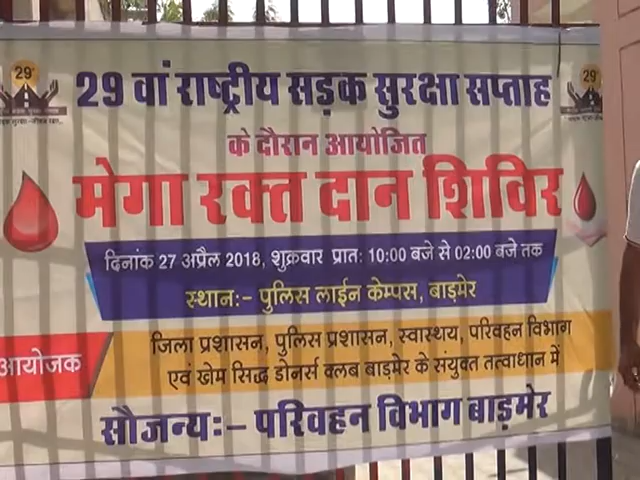 29 वां राष्ट्रीय सड़क सुरक्षा सप्ताह
के दौरान आयोजित
मेगा रक्त दान शिविर
दिनांक 27 अप्रैल 2018, शुक्रवार प्रात: 10:00 बजे से 02:00 बजे तक
स्थान:- पुलिस लाईन केम्पस, बाड़मेर
आयोजक
जिला प्रशासन, पुलिस प्रशासन, स्वास्थय, परिवहन विभाग
एवं खेम सिद्ध डोनर्स क्लब बाड़मेर के संयुक्त तत्वाधान में
सौजन्य:- परिवहन विभाग बाड़मेर
29
29